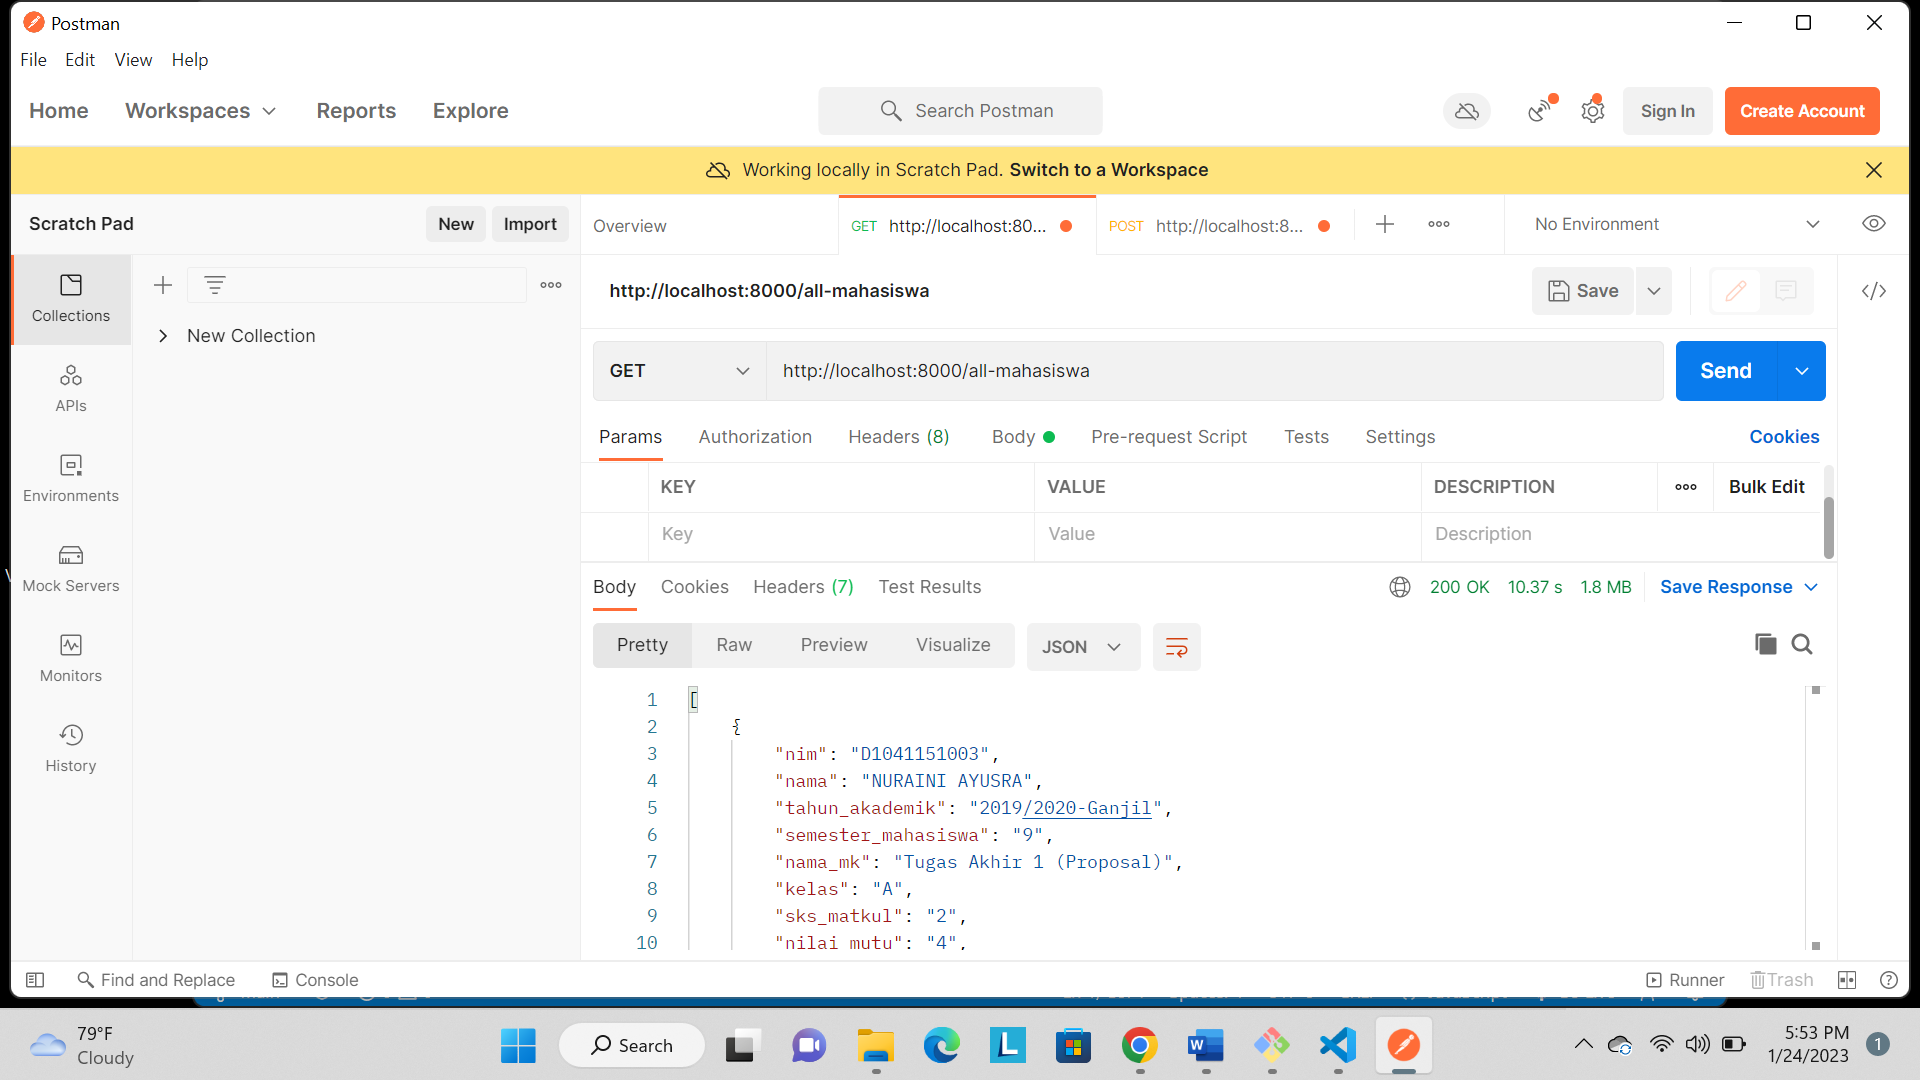 Postman
File Edit View Help
Home Workspaces Reports Explore
Search Postman
Sign In
Create Account
Working locally in Scratch Pad. Switch to a Workspace
Scratch Pad
New
Import
Overview
GET http://localhost:80...
POST http://localhost:8...
No Environment
Collections
APIs
Environments
Mock Servers
Monitors
History
New Collection
http://localhost:8000/all-mahasiswa
Save
GET
http://localhost:8000/all-mahasiswa
Send
Params Authorization Headers (8) Body Pre-request Script Tests Settings Cookies
KEY VALUE DESCRIPTION Bulk Edit
Key Value Description
Body Cookies Headers (7) Test Results 200 OK 10.37 s 1.8 MB Save Response
Pretty Raw Preview Visualize JSON
1 [
2 {
3 "nim": "D1041151003",
4 "nama": "NURAINI AYUSRA",
5 "tahun_akademik": "2019/2020-Ganjil",
6 "semester_mahasiswa": "9",
7 "nama_mk": "Tugas Akhir 1 (Proposal)",
8 "kelas": "A",
9 "sks_matkul": "2",
10 "nilai mutu": "4",
Find and Replace
Console
Runner
Trash
79°F
Cloudy
Search
5:53 PM
1/24/2023
1